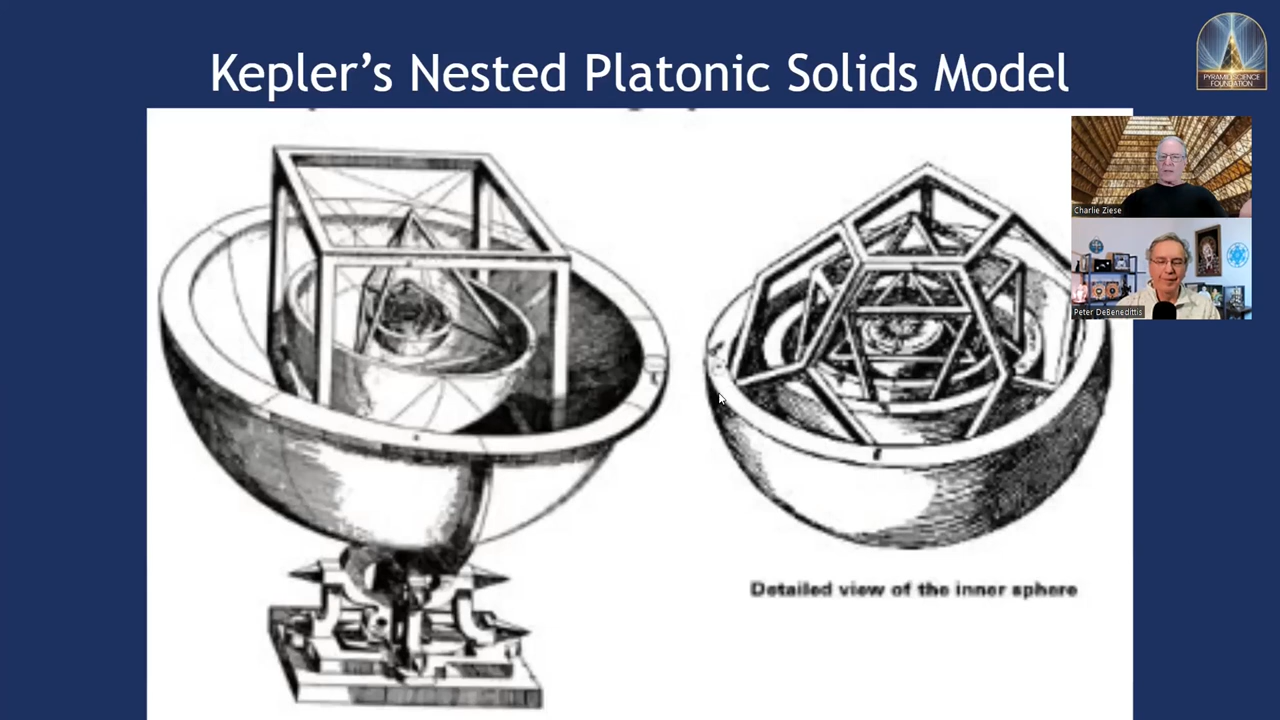 Kepler’s Nested Platonic Solids Model
PYRAMID SCIENCE
FOUNDATION
Charlie Ziese
Peter DeBenedittis
Detailed view of the inner sphere